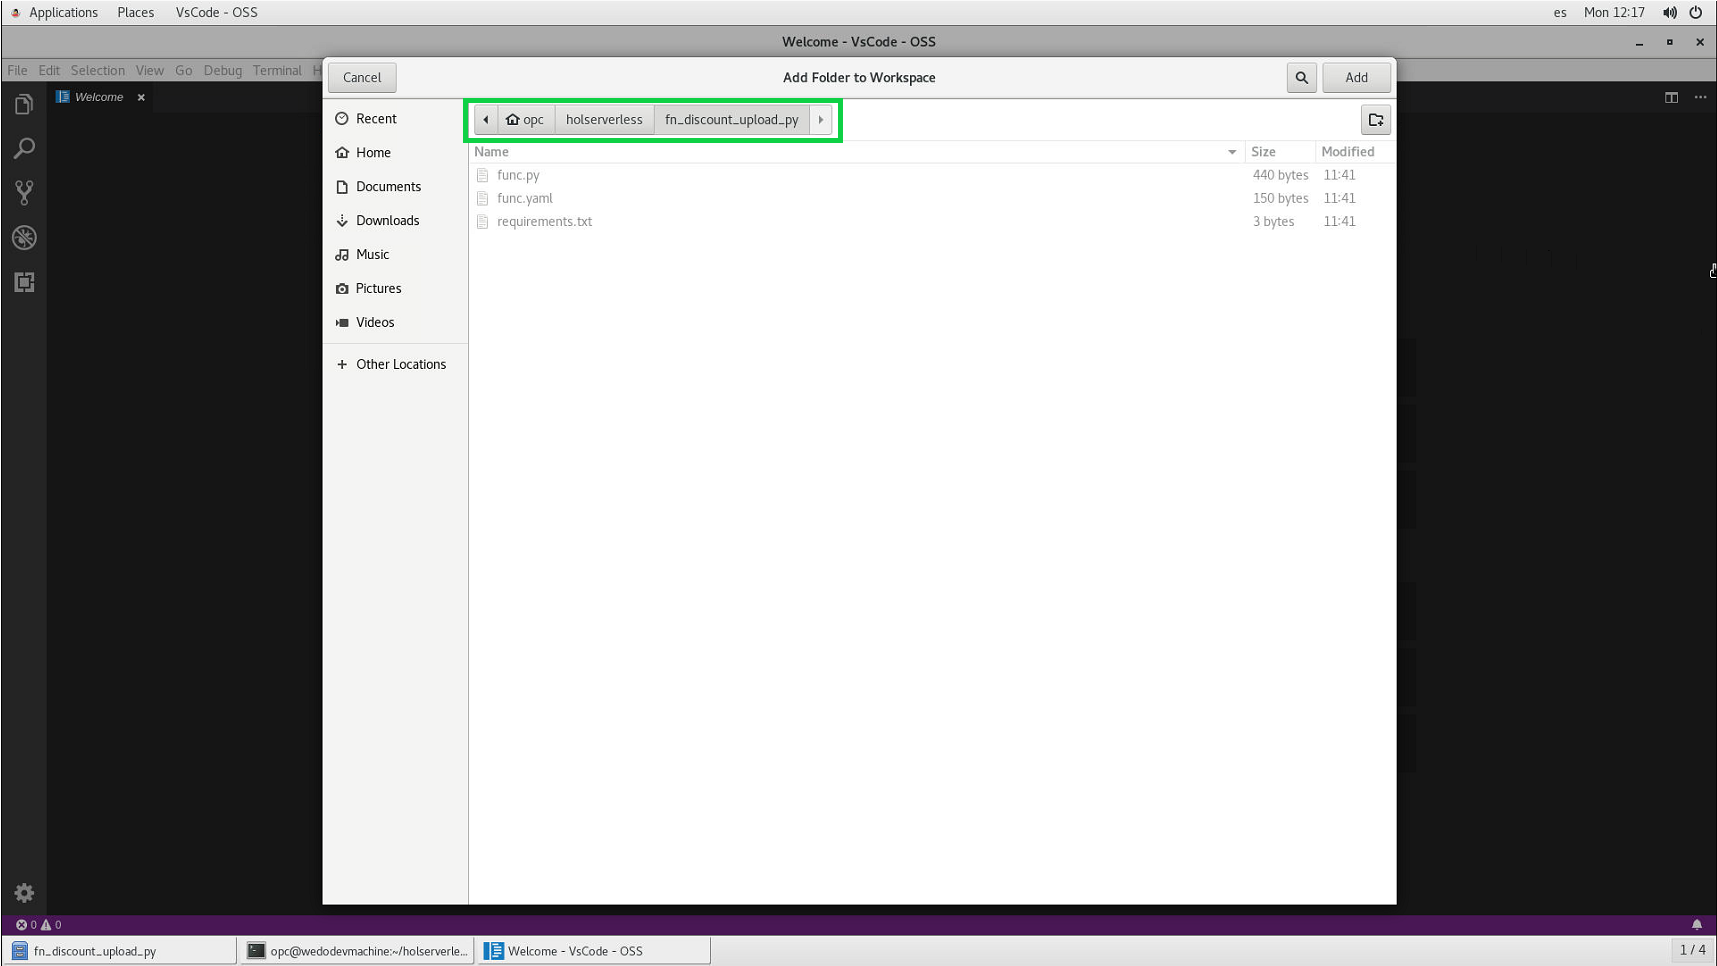 Applications Places VsCode - OSS es Mon 12:17
Welcome - VsCode - OSS
File Edit Selection View Go Debug Terminal H
Cancel Add Folder to Workspace Add
Welcome
opc holserverless fn_discount_upload_py
Recent
Home
Documents
Downloads
Music
Pictures
Videos
Other Locations
Name Size Modified
func.py 440 bytes 11:41
func.yaml 150 bytes 11:41
requirements.txt 3 bytes 11:41
0 0
fn_discount_upload_py opc@wedodevmachine:~/holserverle... Welcome - VsCode - OSS 1 / 4